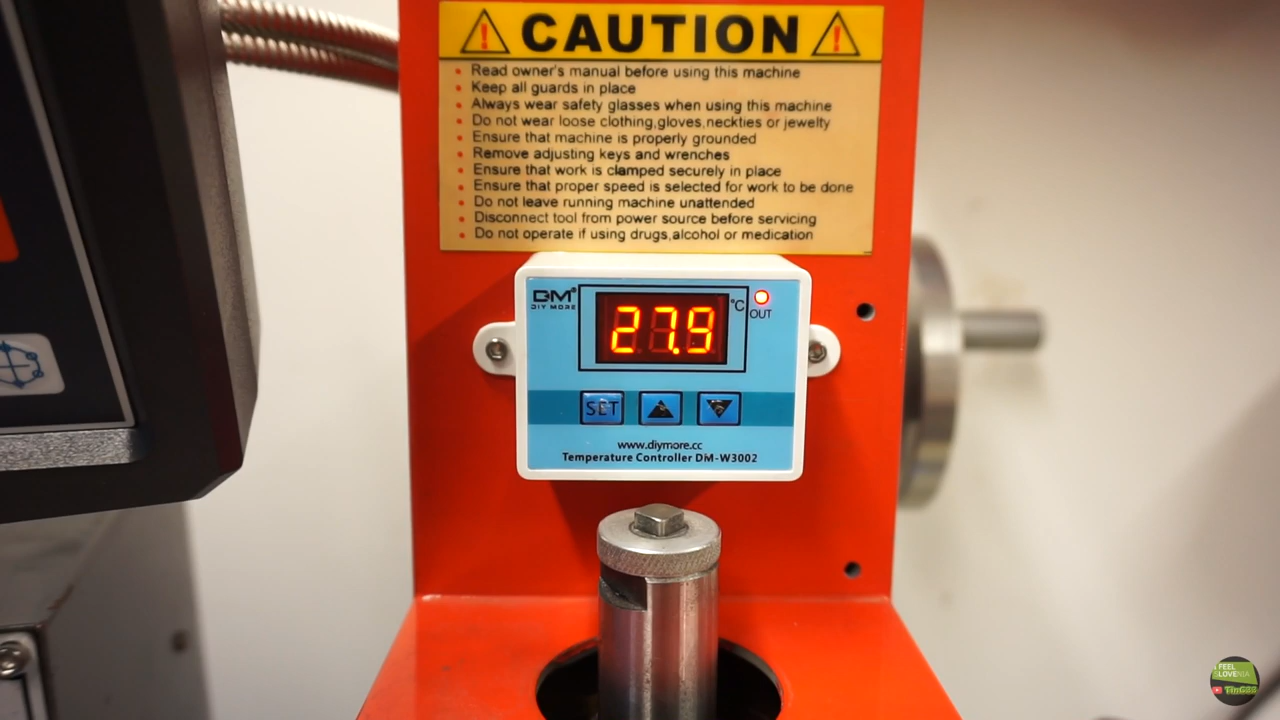 CAUTION
Read owner's manual before using this machine
Keep all guards in place
Always wear safety glasses when using this machine
Do not wear loose clothing,gloves,neckties or jewelty
Ensure that machine is properly grounded
Remove adjusting keys and wrenches
Ensure that work is clamped securely in place
Ensure that proper speed is selected for work to be done
Do not leave running machine unattended
Disconnect tool from power source before servicing
Do not operate if using drugs,alcohol or medication
DM
DIY MORE
27.9
°C
OUT
SET
www.diymore.cc
Temperature Controller DM-W3002
I FEEL
SLOVENIA
TinG88